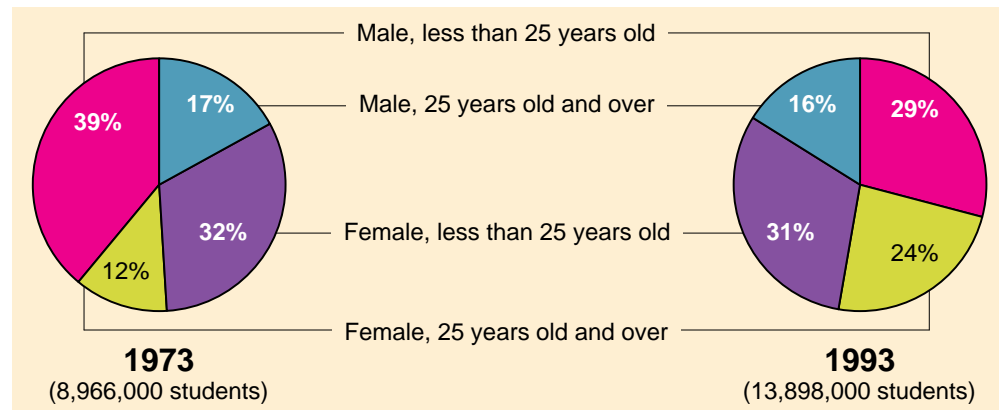 Male, less than 25 years old
39%
17%
Male, 25 years old and over
16%
29%
32%
Female, less than 25 years old
31%
12%
24%
Female, 25 years old and over
1973
(8,966,000 students)
1993
(13,898,000 students)